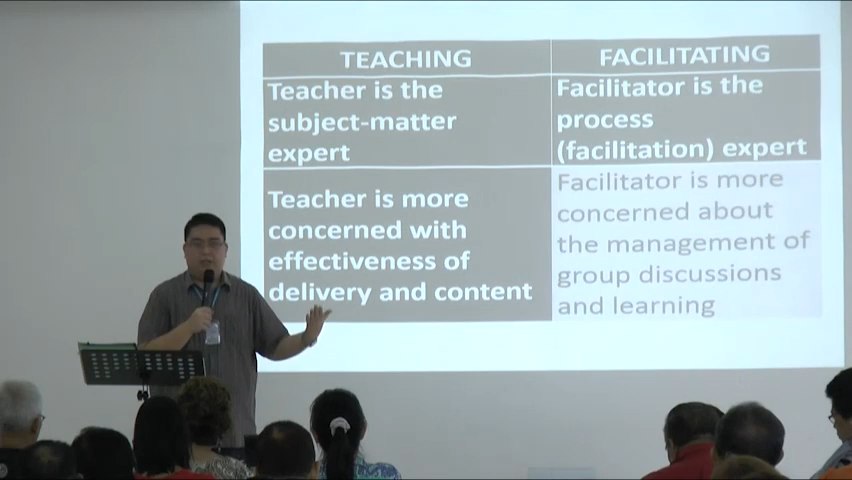 TEACHING
FACILITATING
Teacher is the
subject-matter
expert
Facilitator is the
process
(facilitation) expert
Teacher is more
concerned with
effectiveness of
delivery and content
Facilitator is more
concerned about
the management of
group discussions
and learning